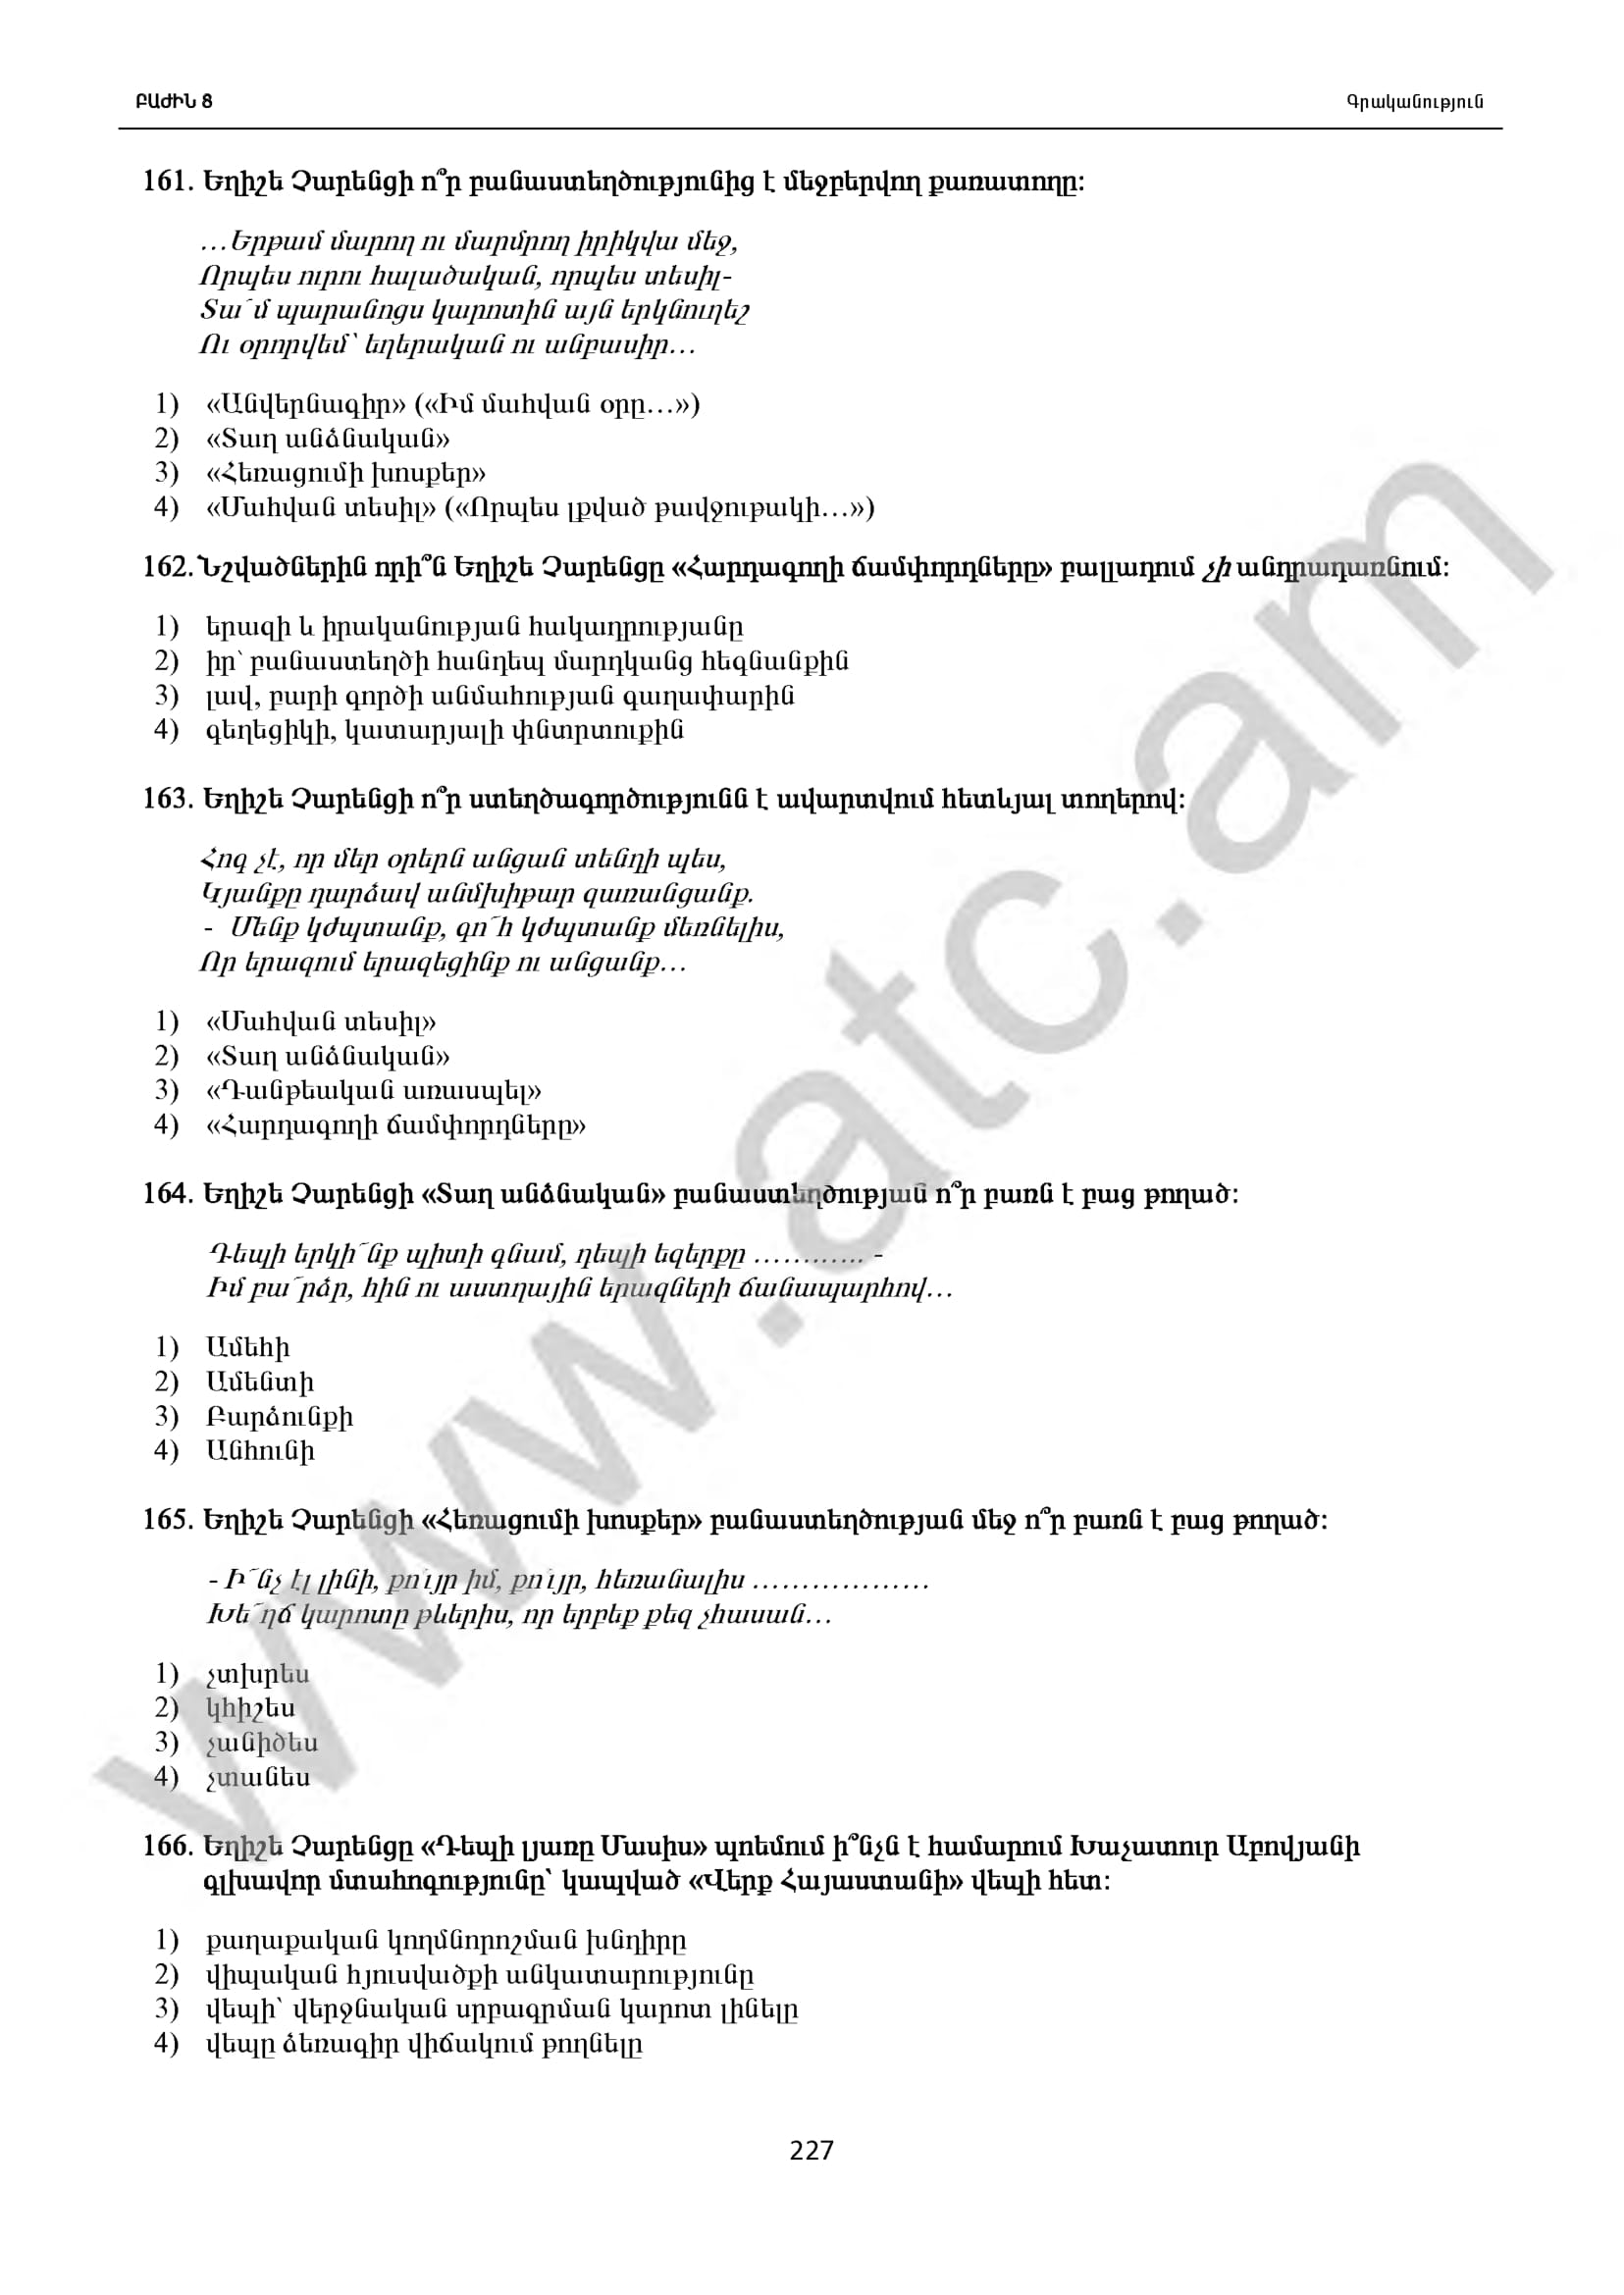 ԲԱԺԻՆ 8
Գրականություն
161. Եղիշե Չարենցի ո՞ր բանաստեղծությունից է մեջբերվող քառատողը:
…Երթամ մարող ու մարմրող իրիկվա մեջ,
Որպես ուրու հալածական, որպես տեսիլ-
Տա՜մ պարանոցս կարոտին այն երկնուղեշ
Ու օրորվեմ՝ եղերական ու անբասիր…
1) «Անվերնագիր» («Իմ մահվան օրը…»)
2) «Տաղ անձնական»
3) «Հեռացումի խոսքեր»
4) «Մահվան տեսիլ» («Որպես լքված թավջութակի…»)
162. Նշվածներին որի՞ն Եղիշե Չարենցը «Հարդագողի ճամփորդները» բալլադում չի անդրադառնում:
1) երազի և իրականության հակադրությանը
2) իր՝ բանաստեղծի հանդեպ մարդկանց հեգնանքին
3) լավ, բարի գործի անմահության գաղափարին
4) գեղեցիկի, կատարյալի փնտրտուքին
163. Եղիշե Չարենցի ո՞ր ստեղծագործությունն է ավարտվում հետևյալ տողերով:
Հոգ չէ, որ մեր օրերն անցան տենդի պես,
Կյանքը դարձավ անմխիթար զառանցանք.
- Մենք կժպտանք, գո՜հ կժպտանք մեռնելիս,
Որ երազում երազեցինք ու անցանք…
1) «Մահվան տեսիլ»
2) «Տաղ անձնական»
3) «Դանթեական առասպել»
4) «Հարդագողի ճամփորդները»
164. Եղիշե Չարենցի «Տաղ անձնական» բանաստեղծության ո՞ր բառն է բաց թողած:
Դեպի երկի՜նք պիտի գնամ, դեպի եզերքը ………… -
Իմ բա՜րձր, հին ու աստղային երազների ճանապարհով…
1) Ամեհի
2) Ամենտի
3) Բարձունքի
4) Անհունի
165. Եղիշե Չարենցի «Հեռացումի խոսքեր» բանաստեղծության մեջ ո՞ր բառն է բաց թողած:
- Ի՜նչ էլ լինի, քո՛ւյր իմ, քո՛ւյր, հեռանալիս ………………
Խե՜ղճ կարոտը թևերիս, որ երբեք քեզ չհասան…
1) չտխրես
2) կհիշես
3) չանիծես
4) չտանես
166. Եղիշե Չարենցը «Դեպի լյառը Մասիս» պոեմում ի՞նչն է համարում Խաչատուր Աբովյանի
գլխավոր մտահոգությունը՝ կապված «Վերք Հայաստանի» վեպի հետ:
1) քաղաքական կողմնորոշման խնդիրը
2) վիպական հյուսվածքի անկատարությունը
3) վեպի՝ վերջնական սրբագրման կարոտ լինելը
4) վեպը ձեռագիր վիճակում թողնելը
227
www.atc.am